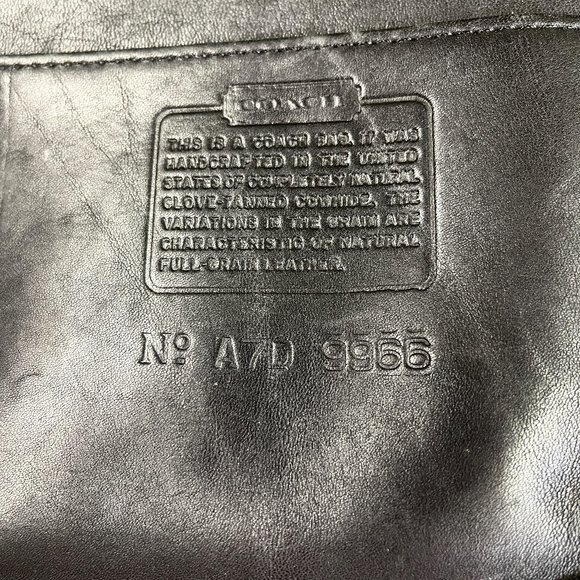 COACH
THIS IS A COACH BAG. IT WAS
HANDCRAFTED IN THE UNITED
STATES OF COMPLETELY NATURAL
GLOVE-TANNED COWHIDE, THE
VARIATIONS IN THE GRAIN ARE
CHARACTERISTIC OF NATURAL
FULL-GRAIN LEATHER.
Nº A7D 9966